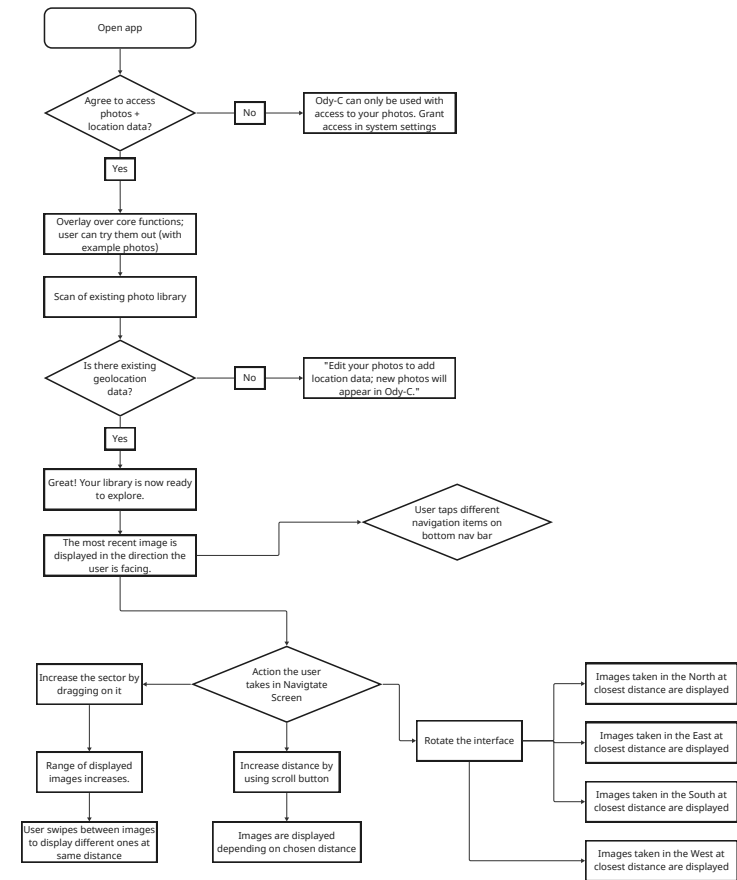 Open app
Agree to access
photos +
location data?
No
Ody-C can only be used with
access to your photos. Grant
access in system settings
Yes
Overlay over core functions;
user can try them out (with
example photos)
Scan of existing photo library
Is there existing
geolocation
data?
No
"Edit your photos to add
location data; new photos will
appear in Ody-C."
Yes
Great! Your library is now ready
to explore.
The most recent image is
displayed in the direction the
user is facing.
User taps different
navigation items on
bottom nav bar
Action the user
takes in Navigtate
Screen
Increase the sector by
dragging on it
Range of displayed
images increases.
User swipes between images
to display different ones at
same distance
Increase distance by
using scroll button
Images are displayed
depending on chosen distance
Rotate the interface
Images taken in the North at
closest distance are displayed
Images taken in the East at
closest distance are displayed
Images taken in the South at
closest distance are displayed
Images taken in the West at
closest distance are displayed